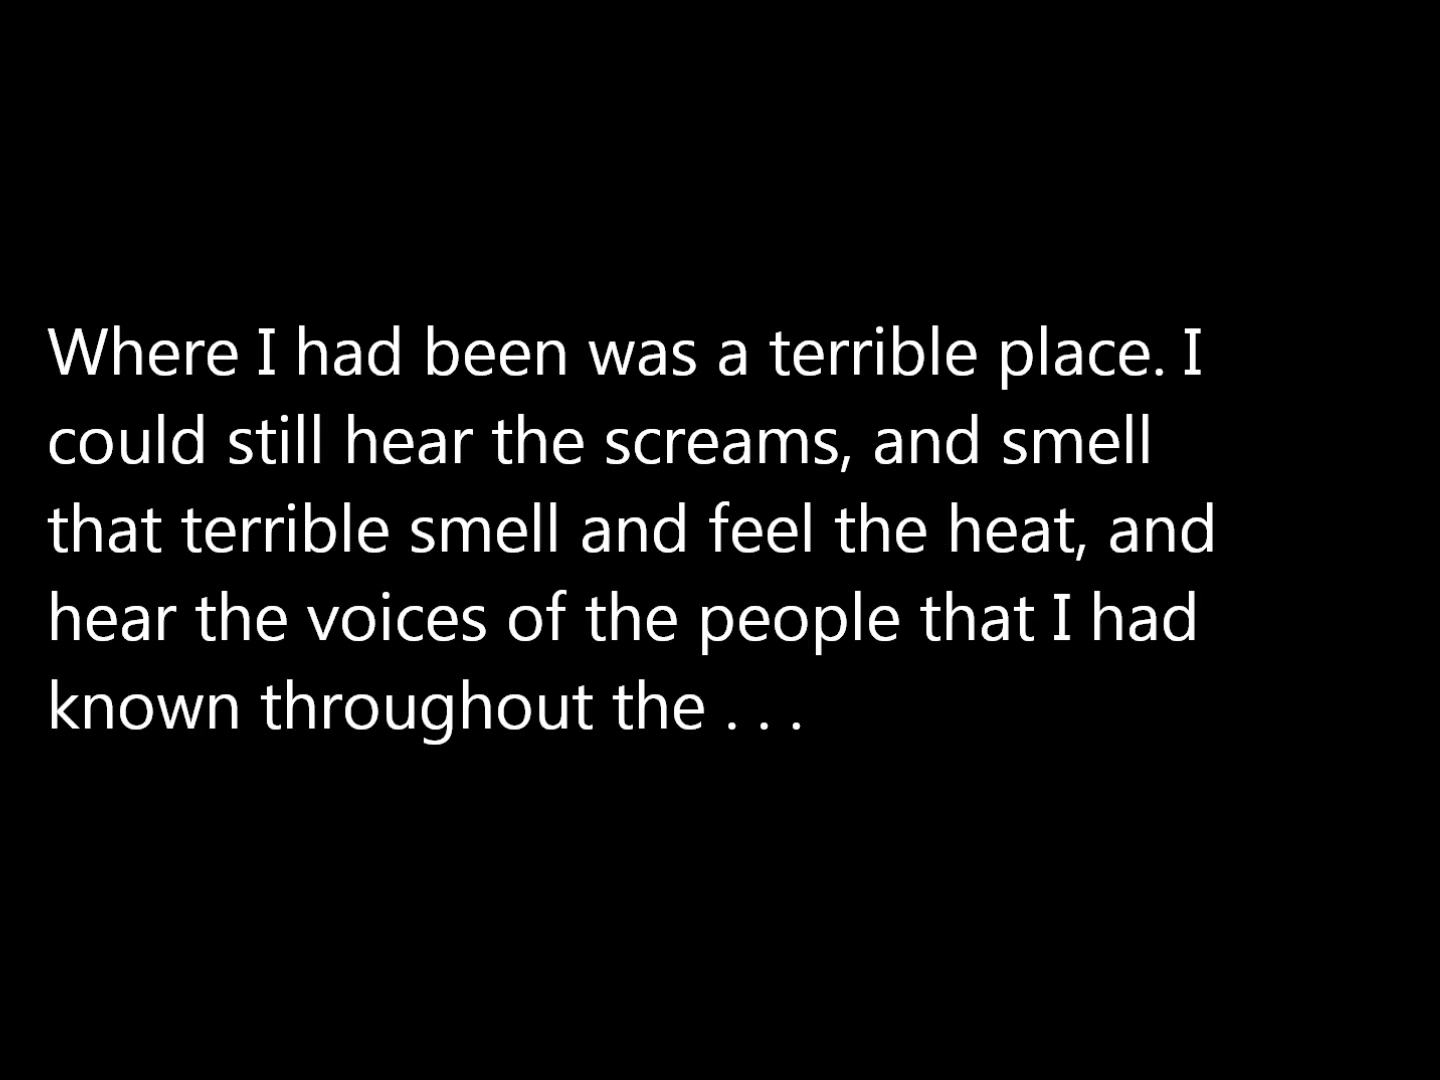 Where I had been was a terrible place. I
could still hear the screams, and smell
that terrible smell and feel the heat, and
hear the voices of the people that I had
known throughout the . . .